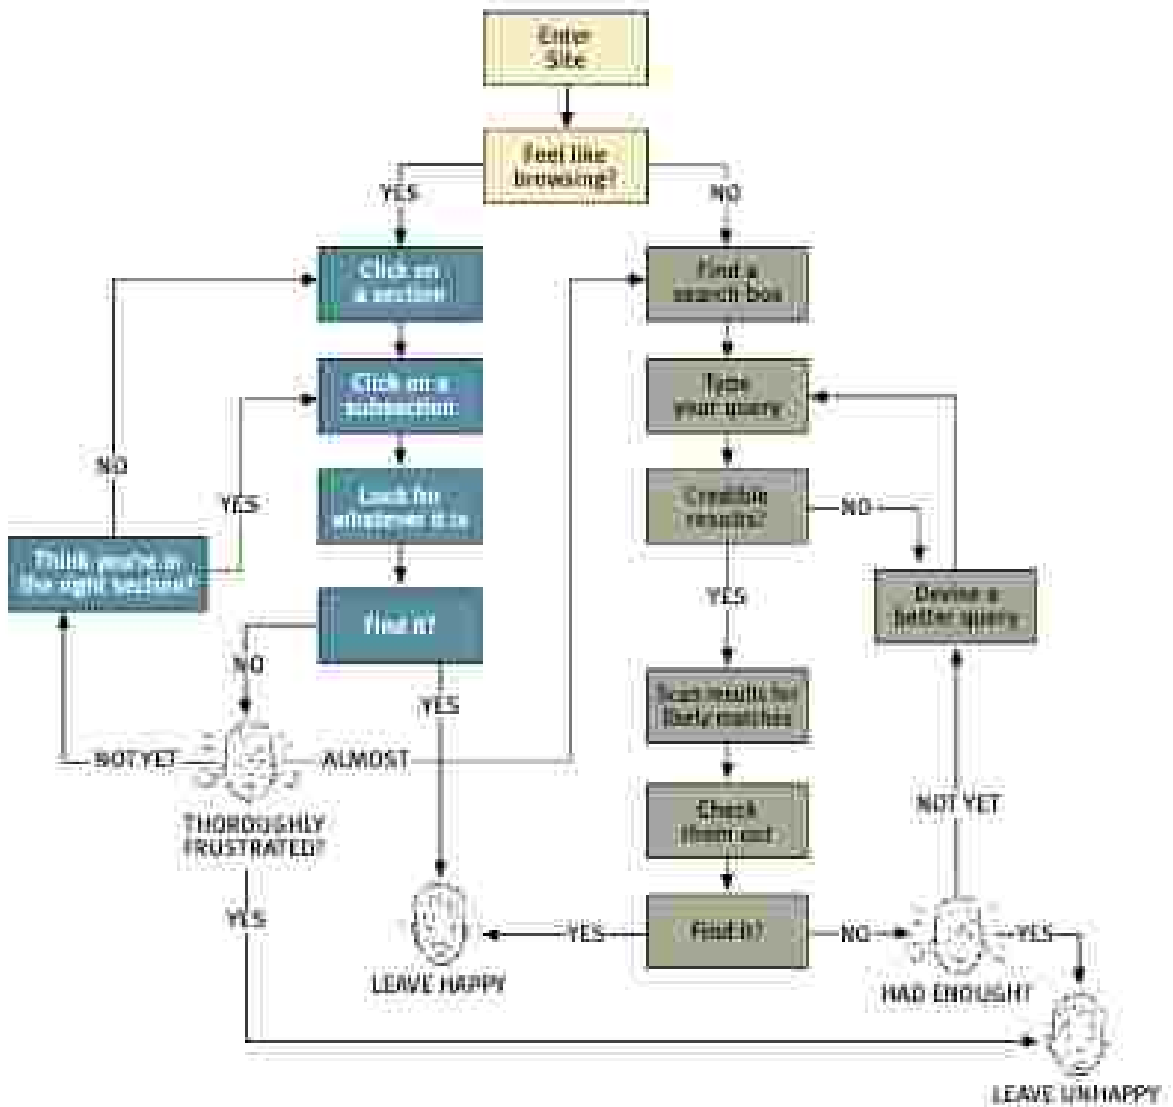 Enter
Site
Feel like
browsing?
YES
NO
Click on
a section
Find a
search box
Click on a
subsection
Type
your query
NO
YES
Look for
whatever it is
Credible
results?
NO
Think you're in
the right section?
YES
Devise a
better query
Find it?
NO
YES
Scan results for
likely matches
NOT YET
ALMOST
THOROUGHLY
FRUSTRATED?
Check
them out
NOT YET
YES
YES
Find it?
NO
YES
LEAVE HAPPY
HAD ENOUGH?
LEAVE UNHAPPY